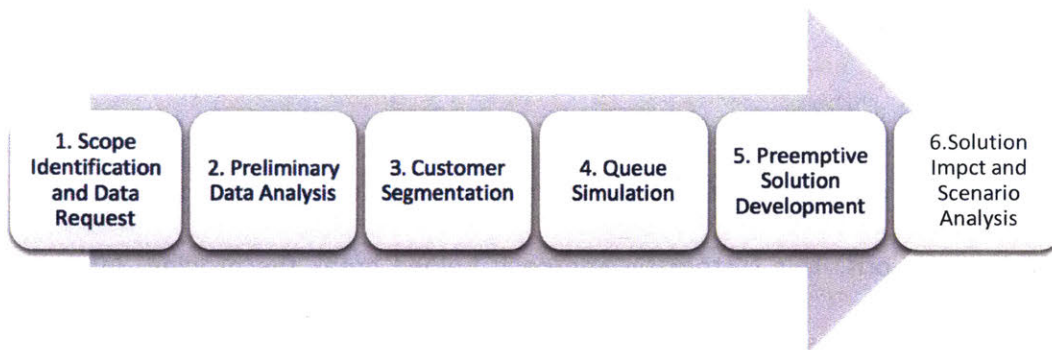 1. Scope
Identification
and Data
Request
2. Preliminary
Data Analysis
3. Customer
Segmentation
4. Queue
Simulation
5. Preemptive
Solution
Development
6.Solution
Impct and
Scenario
Analysis